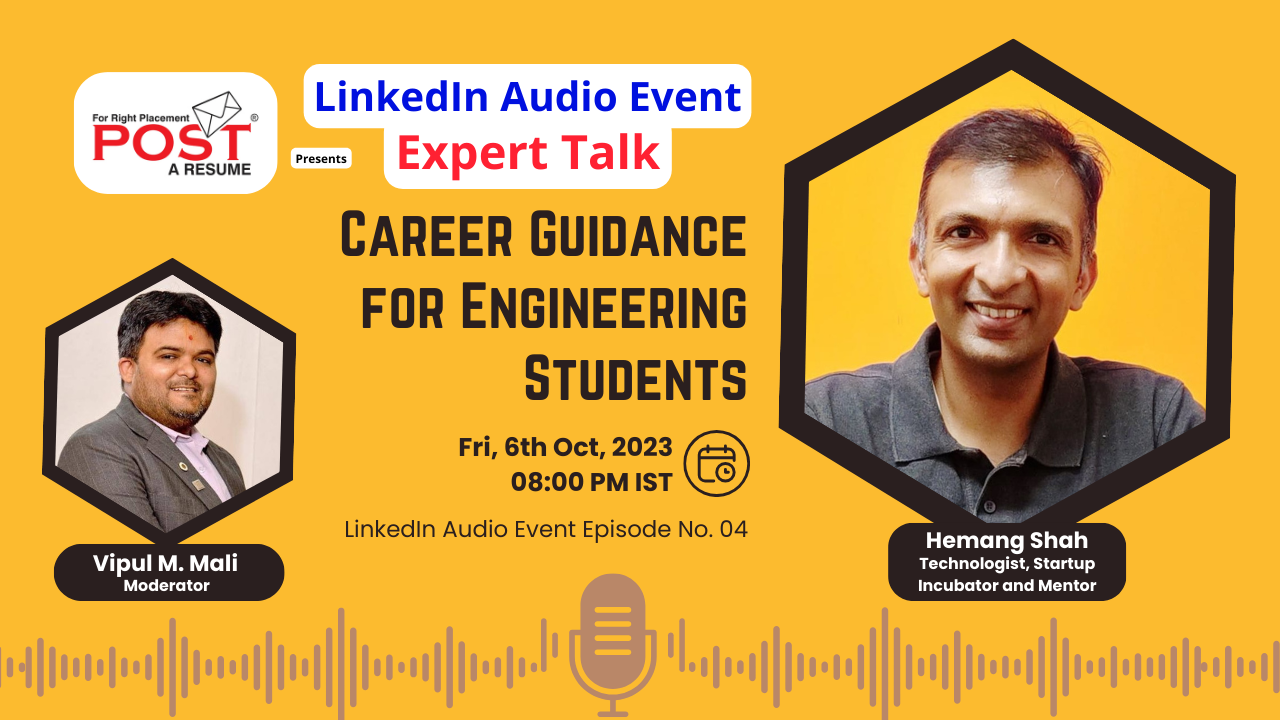 For Right Placement
POST®
A RESUME
Presents
LinkedIn Audio Event
Expert Talk
Career Guidance
for Engineering
Students
Fri, 6th Oct, 2023
08:00 PM IST
LinkedIn Audio Event Episode No. 04
Vipul M. Mali
Moderator
Hemang Shah
Technologist, Startup
Incubator and Mentor